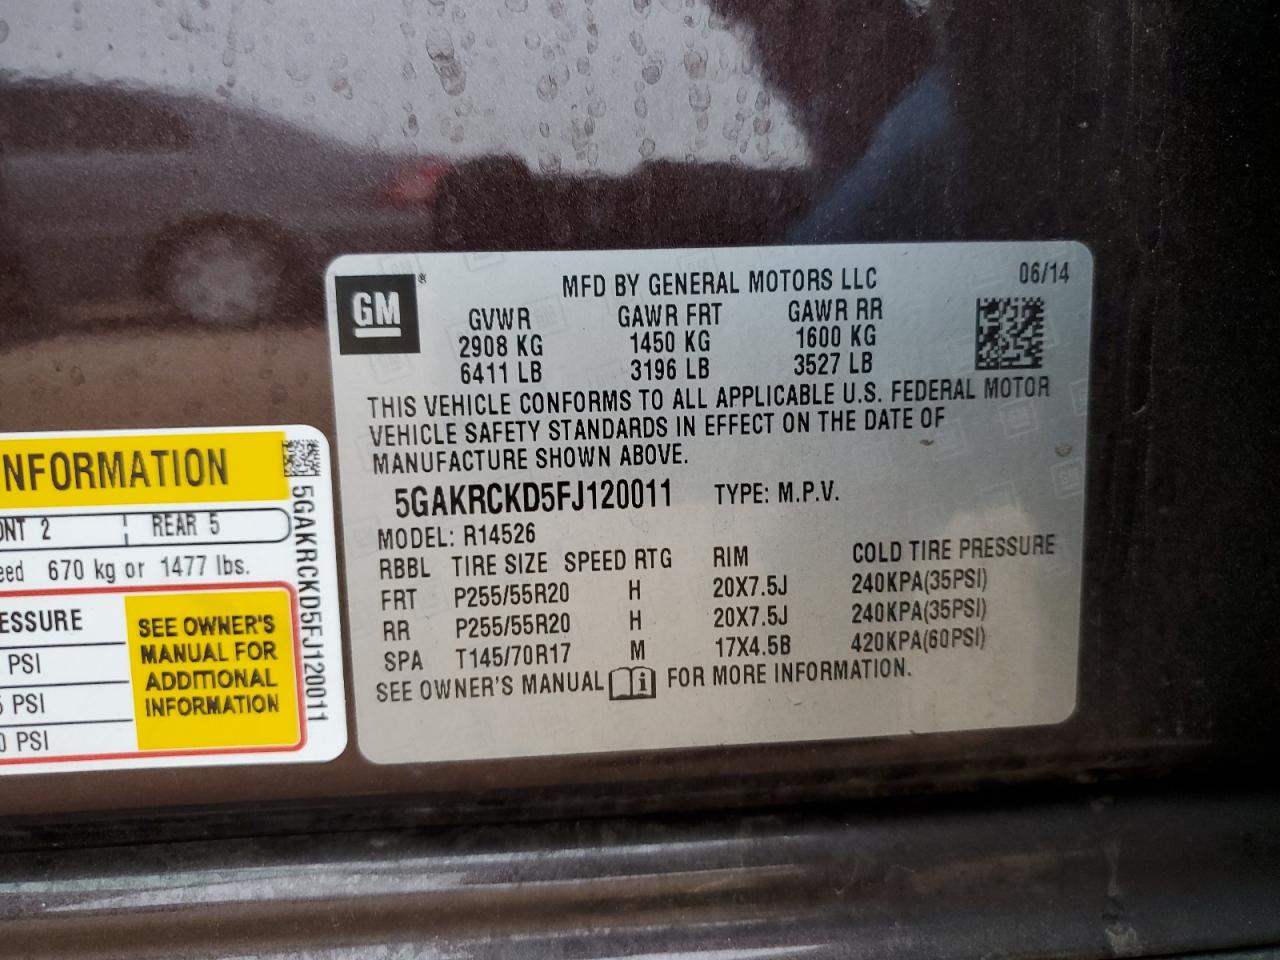 GM ®
MFD BY GENERAL MOTORS LLC 06/14
GVWR GAWR FRT GAWR RR
2908 KG 1450 KG 1600 KG
6411 LB 3196 LB 3527 LB
THIS VEHICLE CONFORMS TO ALL APPLICABLE U.S. FEDERAL MOTOR
VEHICLE SAFETY STANDARDS IN EFFECT ON THE DATE OF
MANUFACTURE SHOWN ABOVE.
5GAKRCKD5FJ120011 TYPE: M.P.V.
MODEL: R14526
RBBL TIRE SIZE SPEED RTG RIM COLD TIRE PRESSURE
FRT P255/55R20 H 20X7.5J 240KPA(35PSI)
RR P255/55R20 H 20X7.5J 240KPA(35PSI)
SPA T145/70R17 M 17X4.5B 420KPA(60PSI)
SEE OWNER'S MANUAL i FOR MORE INFORMATION.
NFORMATION
ONT 2 REAR 5
eed 670 kg or 1477 lbs.
ESSURE
PSI
5 PSI
0 PSI
SEE OWNER'S
MANUAL FOR
ADDITIONAL
INFORMATION
5GAKRCKD5FJ120011